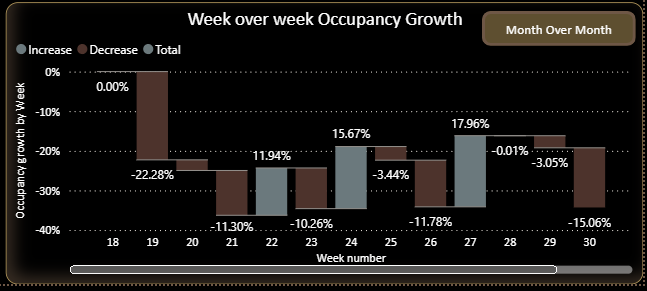 Week over week Occupancy Growth
Month Over Month
Increase Decrease Total
Occupancy growth by Week
0%
-10%
-20%
-30%
-40%
0.00%
-22.28%
-11.30%
11.94%
-10.26%
15.67%
-3.44%
-11.78%
17.96%
-0.01%
-3.05%
-15.06%
18 19 20 21 22 23 24 25 26 27 28 29 30
Week number